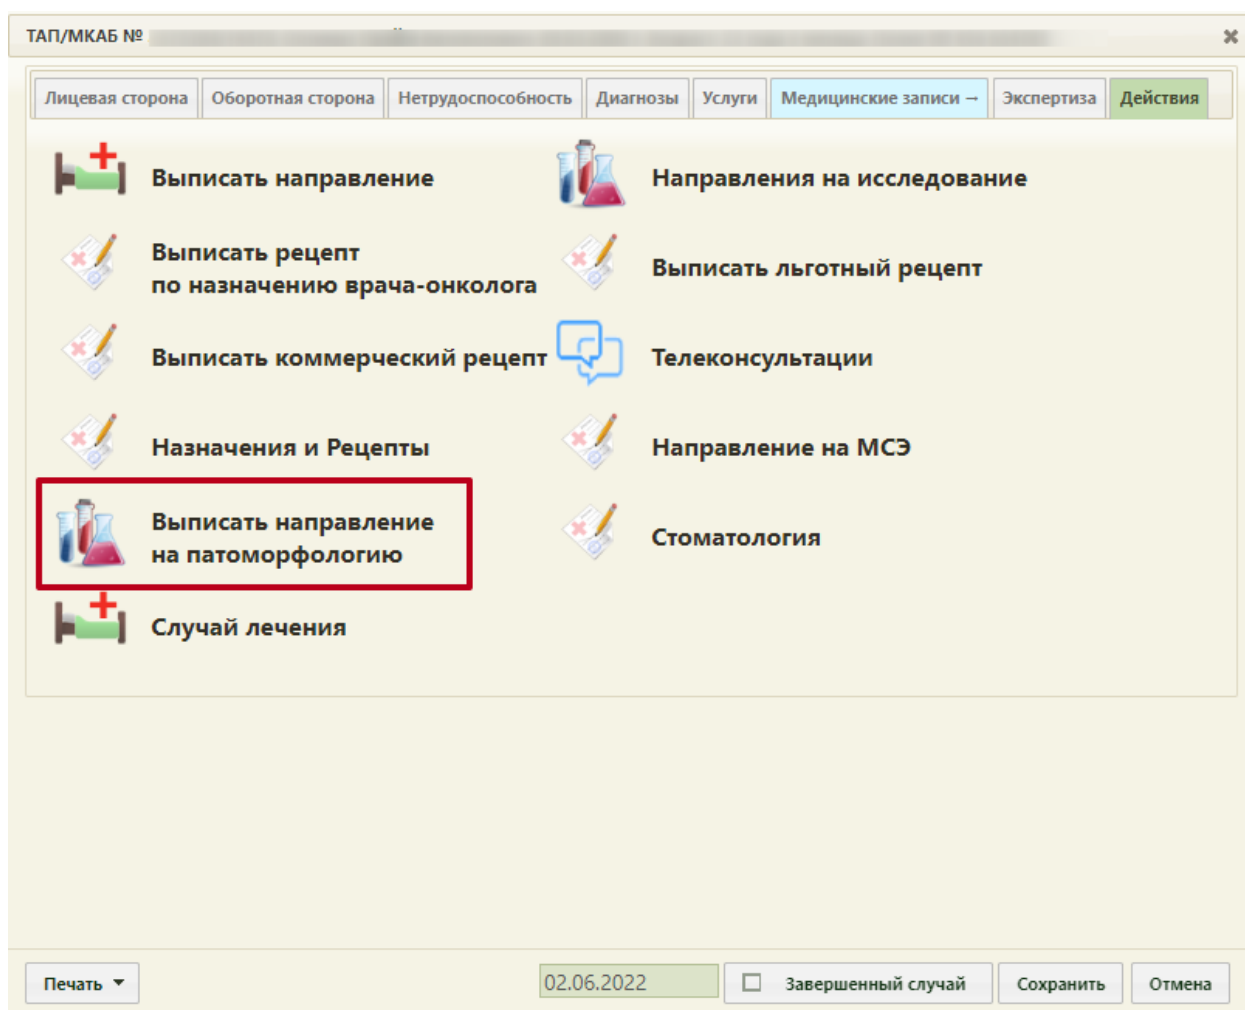 ТАП/МКАБ №
Лицевая сторона Оборотная сторона Нетрудоспособность Диагнозы Услуги Медицинские записи → Экспертиза Действия
Выписать направление
Направления на исследование
Выписать рецепт
по назначению врача-онколога
Выписать льготный рецепт
Выписать коммерческий рецепт
Телеконсультации
Назначения и Рецепты
Направление на МСЭ
Выписать направление
на патоморфологию
Стоматология
Случай лечения
Печать 02.06.2022 Завершенный случай Сохранить Отмена